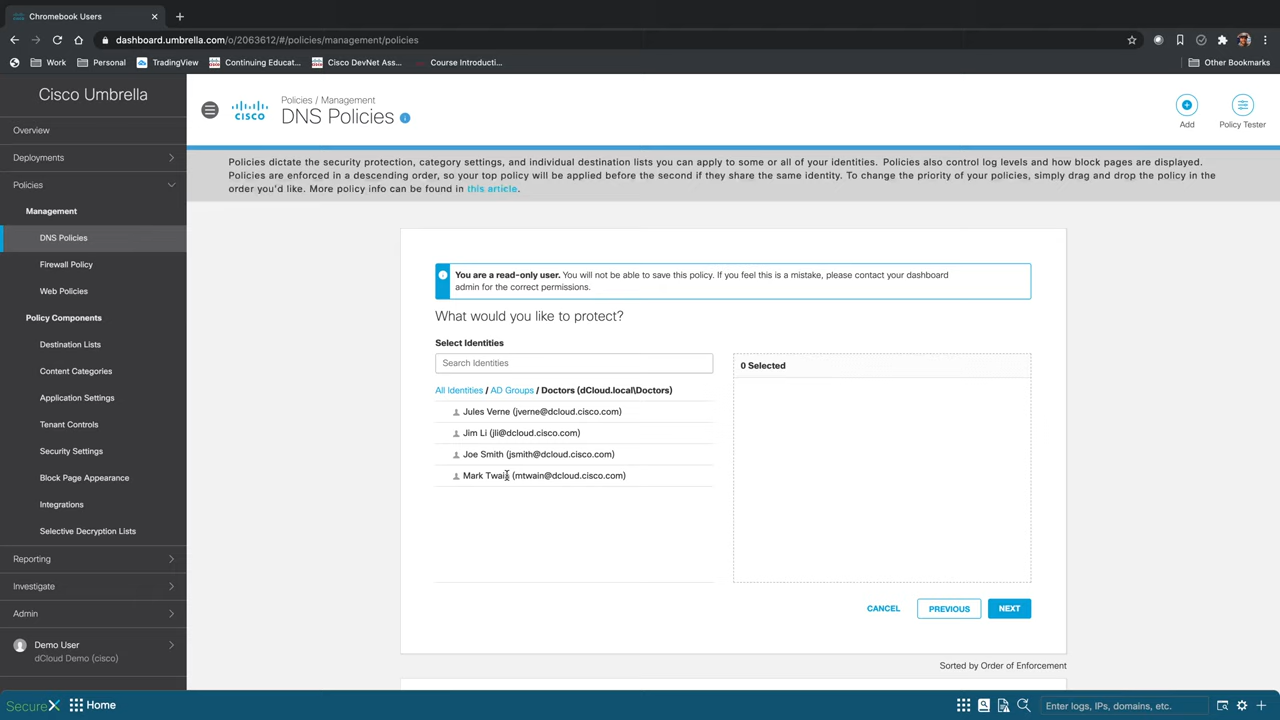 Chromebook Users
dashboard.umbrella.com/o/2063612/#/policies/management/policies
Work
Personal
TradingView
Continuing Educat...
Cisco DevNet Ass...
Course Introducti...
Other Bookmarks
Cisco Umbrella
Overview
Deployments
Policies
Management
DNS Policies
Firewall Policy
Web Policies
Policy Components
Destination Lists
Content Categories
Application Settings
Tenant Controls
Security Settings
Block Page Appearance
Integrations
Selective Decryption Lists
Reporting
Investigate
Admin
Demo User
dCloud Demo (cisco)
CISCO
Policies / Management
DNS Policies
Add
Policy Tester
Policies dictate the security protection, category settings, and individual destination lists you can apply to some or all of your identities. Policies also control log levels and how block pages are displayed.
Policies are enforced in a descending order, so your top policy will be applied before the second if they share the same identity. To change the priority of your policies, simply drag and drop the policy in the
order you'd like. More policy info can be found in this article.
You are a read-only user. You will not be able to save this policy. If you feel this is a mistake, please contact your dashboard
admin for the correct permissions.
What would you like to protect?
Select Identities
Search Identities
All Identities / AD Groups / Doctors (dCloud.local\Doctors)
Jules Verne (jverne@dcloud.cisco.com)
Jim Li (jli@dcloud.cisco.com)
Joe Smith (jsmith@dcloud.cisco.com)
Mark Twain (mtwain@dcloud.cisco.com)
0 Selected
CANCEL
PREVIOUS
NEXT
Sorted by Order of Enforcement
SecureX
Home
Enter logs, IPs, domains, etc.